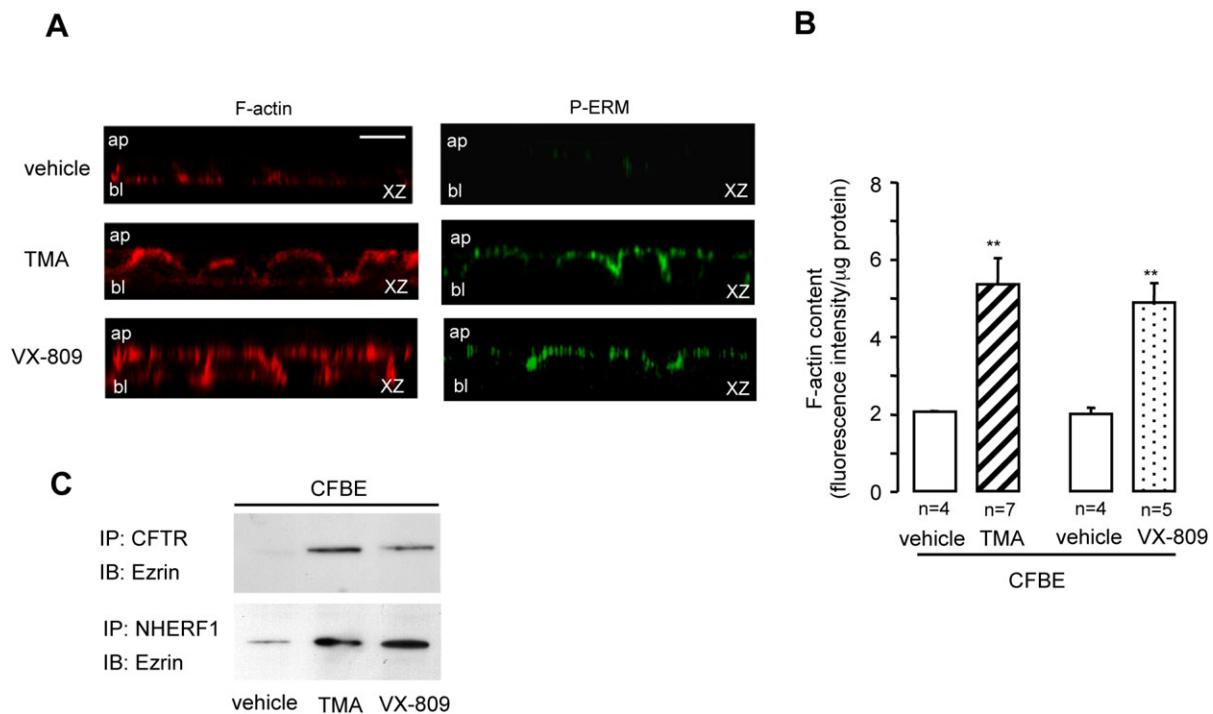 A
F-actin
P-ERM
vehicle
ap
bl
XZ
ap
bl
XZ
TMA
ap
bl
XZ
ap
bl
XZ
VX-809
ap
bl
XZ
ap
bl
XZ
B
F-actin content
(fluorescence intensity/µg protein)
8
6
4
2
0
**
**
n=4
n=7
n=4
n=5
vehicle
TMA
vehicle
VX-809
CFBE
C
CFBE
IP: CFTR
IB: Ezrin
IP: NHERF1
IB: Ezrin
vehicle
TMA
VX-809